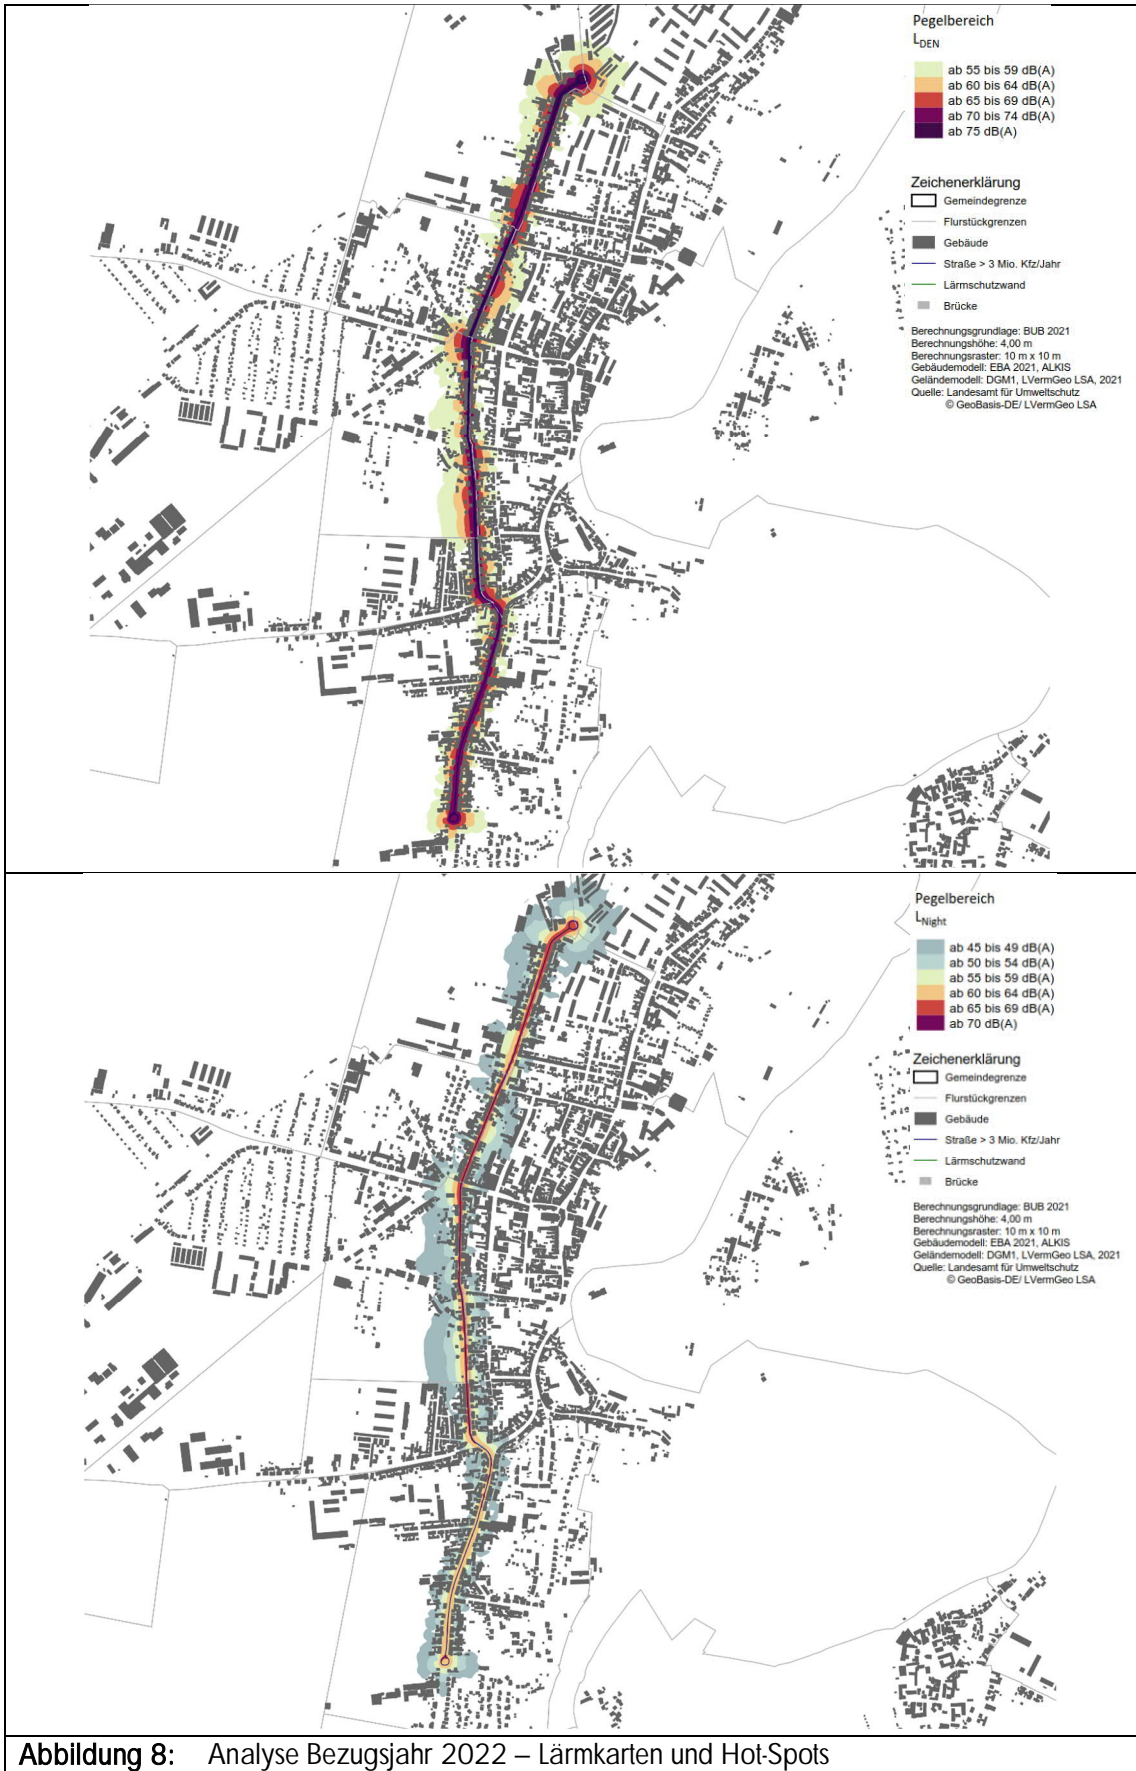 Pegelbereich
LDEN
ab 55 bis 59 dB(A)
ab 60 bis 64 dB(A)
ab 65 bis 69 dB(A)
ab 70 bis 74 dB(A)
ab 75 dB(A)
Zeichenerklärung
Gemeindegrenze
Flurstückgrenzen
Gebäude
Straße > 3 Mio. Kfz/Jahr
Lärmschutzwand
Brücke
Berechnungsgrundlage: BUB 2021
Berechnungshöhe: 4,00 m
Berechnungsraster: 10 m x 10 m
Gebäudemodell: EBA 2021, ALKIS
Geländemodell: DGM1, LVermGeo LSA, 2021
Quelle: Landesamt für Umweltschutz
© GeoBasis-DE/ LVermGeo LSA
Pegelbereich
LNight
ab 45 bis 49 dB(A)
ab 50 bis 54 dB(A)
ab 55 bis 59 dB(A)
ab 60 bis 64 dB(A)
ab 65 bis 69 dB(A)
ab 70 dB(A)
Zeichenerklärung
Gemeindegrenze
Flurstückgrenzen
Gebäude
Straße > 3 Mio. Kfz/Jahr
Lärmschutzwand
Brücke
Berechnungsgrundlage: BUB 2021
Berechnungshöhe: 4,00 m
Berechnungsraster: 10 m x 10 m
Gebäudemodell: EBA 2021, ALKIS
Geländemodell: DGM1, LVermGeo LSA, 2021
Quelle: Landesamt für Umweltschutz
© GeoBasis-DE/ LVermGeo LSA
Abbildung 8: Analyse Bezugsjahr 2022 – Lärmkarten und Hot-Spots